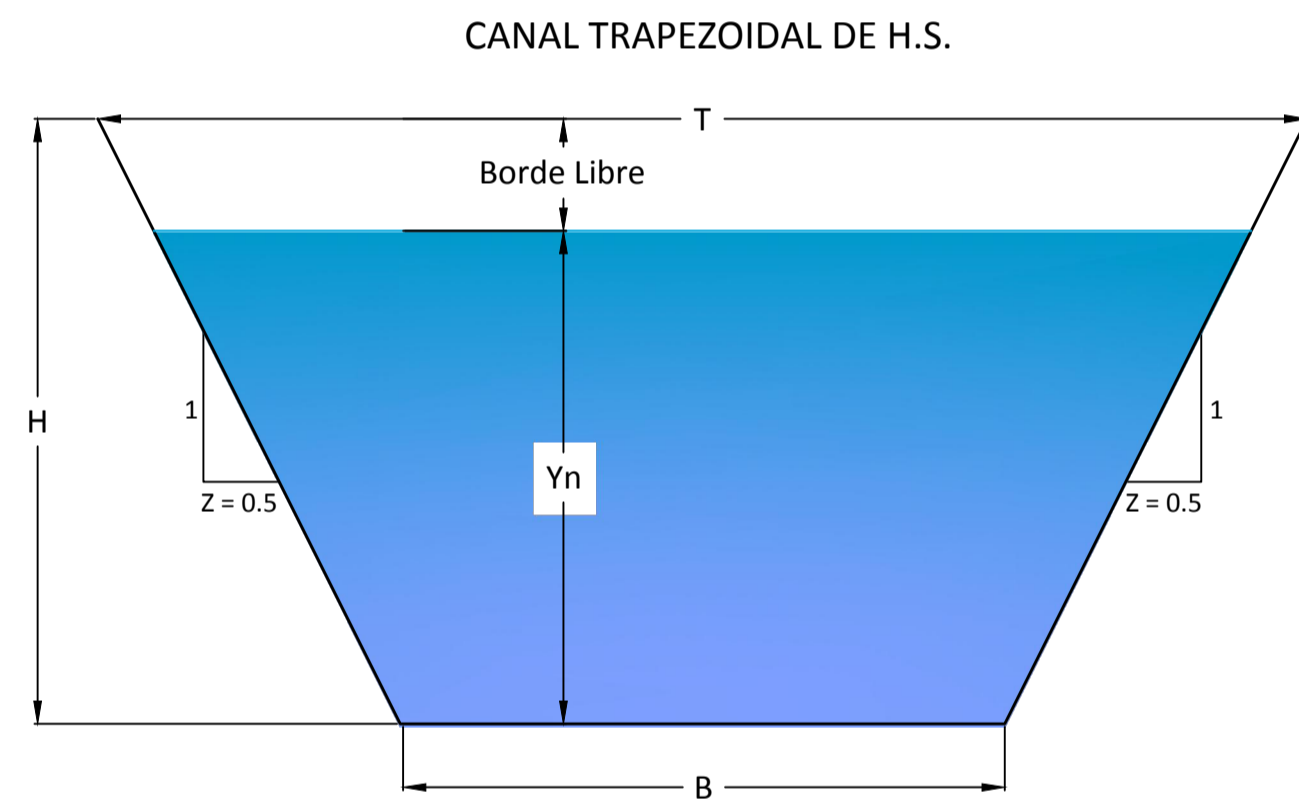 CANAL TRAPEZOIDAL DE H.S.
T
Borde Libre
H
1
Z = 0.5
Yn
1
Z = 0.5
B